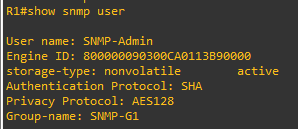 R1#show snmp user
User name: SNMP-Admin
Engine ID: 800000090300CA0113B90000
storage-type: nonvolatile active
Authentication Protocol: SHA
Privacy Protocol: AES128
Group-name: SNMP-G1